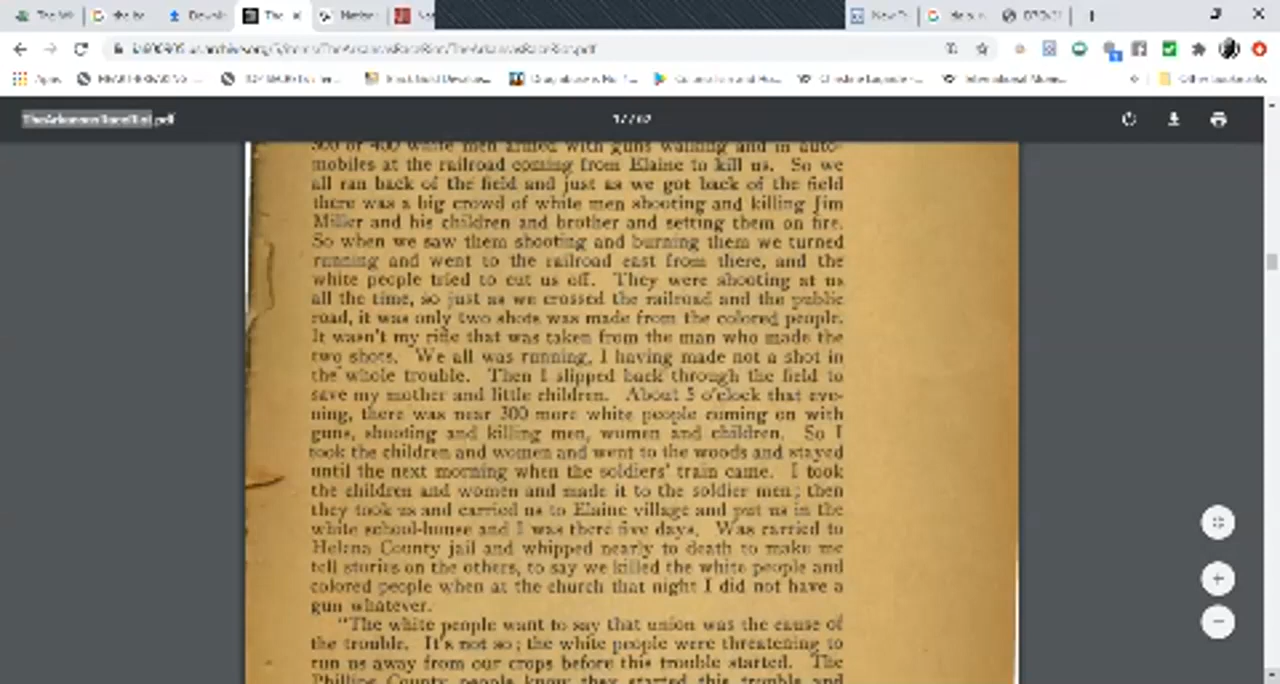 TheArkansasRaceRiot.pdf
17 / 62
300 or 400 white men armed with guns walking and in auto-
mobiles at the railroad coming from Elaine to kill us. So we
all ran back of the field and just as we got back of the field
there was a big crowd of white men shooting and killing Jim
Miller and his children and brother and setting them on fire.
So when we saw them shooting and burning them we turned
running and went to the railroad east from there, and the
white people tried to cut us off. They were shooting at us
all the time, so just as we crossed the railroad and the public
road, it was only two shots was made from the colored people.
It wasn't my rifle that was taken from the man who made the
two shots. We all was running, I having made not a shot in
the whole trouble. Then I slipped back through the field to
save my mother and little children. About 5 o'clock that eve-
ning, there was near 300 more white people coming on with
guns, shooting and killing men, women and children. So I
took the children and women and went to the woods and stayed
until the next morning when the soldiers' train came. I took
the children and women and made it to the soldier men; then
they took us and carried us to Elaine village and put us in the
white school-house and I was there five days. Was carried to
Helena County jail and whipped nearly to death to make me
tell stories on the others, to say we killed the white people and
colored people when at the church that night I did not have a
gun whatever.
"The white people want to say that union was the cause of
the trouble. It's not so; the white people were threatening to
run us away from our crops before this trouble started. The
Phillips County people know they started this trouble and